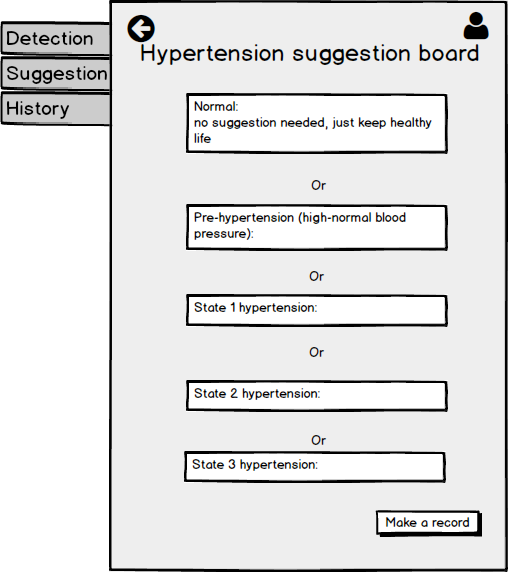 Detection
Suggestion
History
Hypertension suggestion board
Normal:
no suggestion needed, just keep healthy
life
Or
Pre-hypertension (high-normal blood
pressure):
Or
State 1 hypertension:
Or
State 2 hypertension:
Or
State 3 hypertension:
Make a record